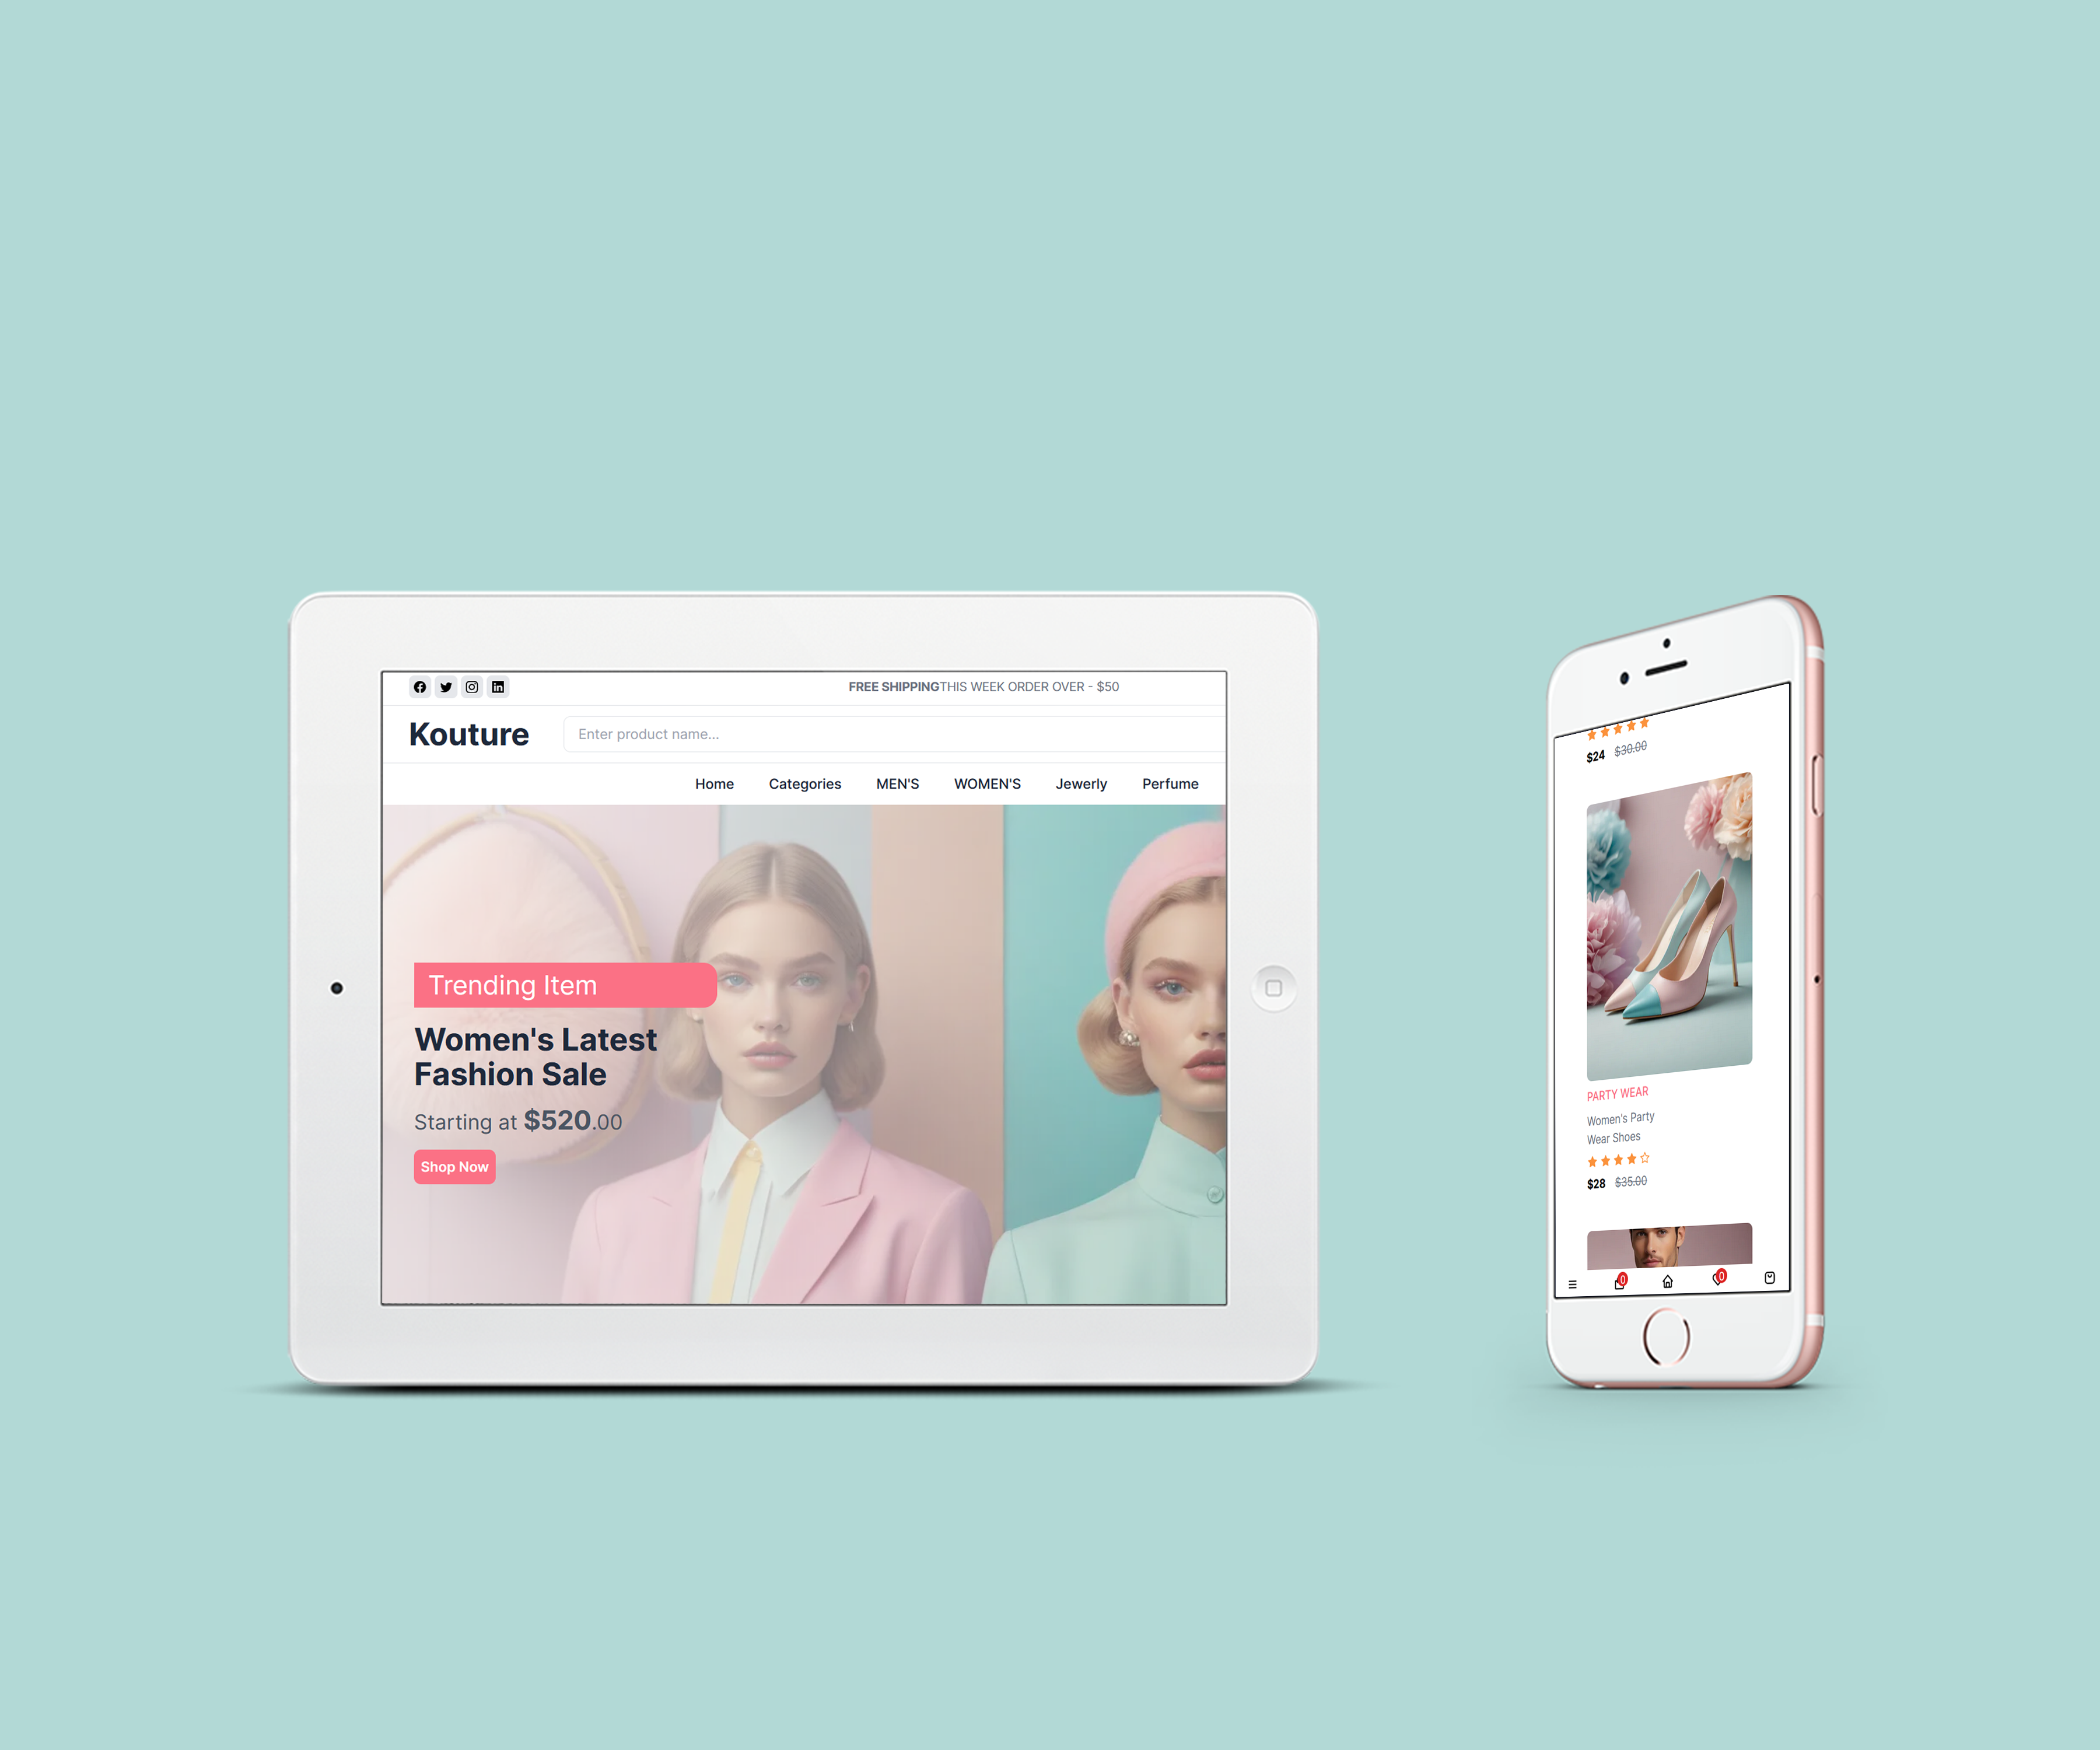 FREE SHIPPINGTHIS WEEK ORDER OVER - $50
Kouture
Enter product name...
Home Categories MEN'S WOMEN'S Jewerly Perfume
Trending Item
Women's Latest
Fashion Sale
Starting at $520.00
Shop Now
$24 $30.00
PARTY WEAR
Women's Party
Wear Shoes
$28 $35.00
0 0